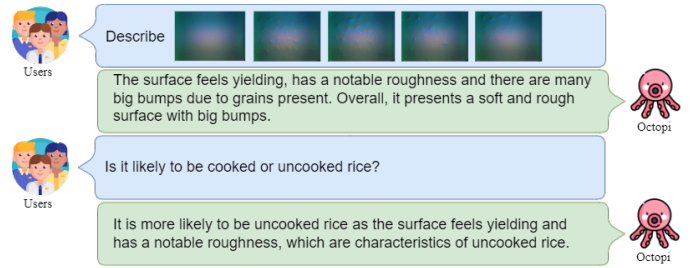 Describe
Users
The surface feels yielding, has a notable roughness and there are many
big bumps due to grains present. Overall, it presents a soft and rough
surface with big bumps.
Octopi
Is it likely to be cooked or uncooked rice?
Users
It is more likely to be uncooked rice as the surface feels yielding and
has a notable roughness, which are characteristics of uncooked rice.
Octopi